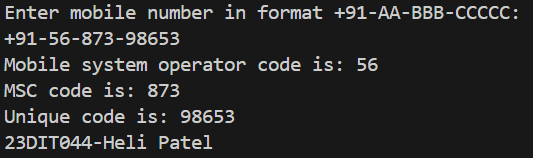 Enter mobile number in format +91-AA-BBB-CCCCC:
+91-56-873-98653
Mobile system operator code is: 56
MSC code is: 873
Unique code is: 98653
23DIT044-Heli Patel